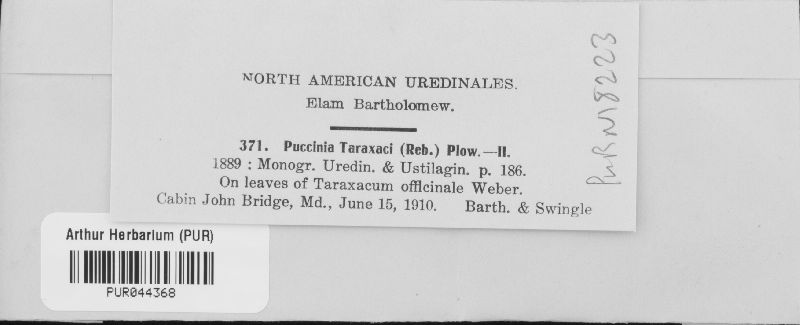 NORTH AMERICAN UREDINALES.
Elam Bartholomew.
371. Puccinia Taraxaci (Reb.) Plow.—II.
1889 : Monogr. Uredin. & Ustilagin. p. 186.
On leaves of Taraxacum officinale Weber.
Cabin John Bridge, Md., June 15, 1910. Barth. & Swingle
PUR N18223
Arthur Herbarium (PUR)
PUR044368